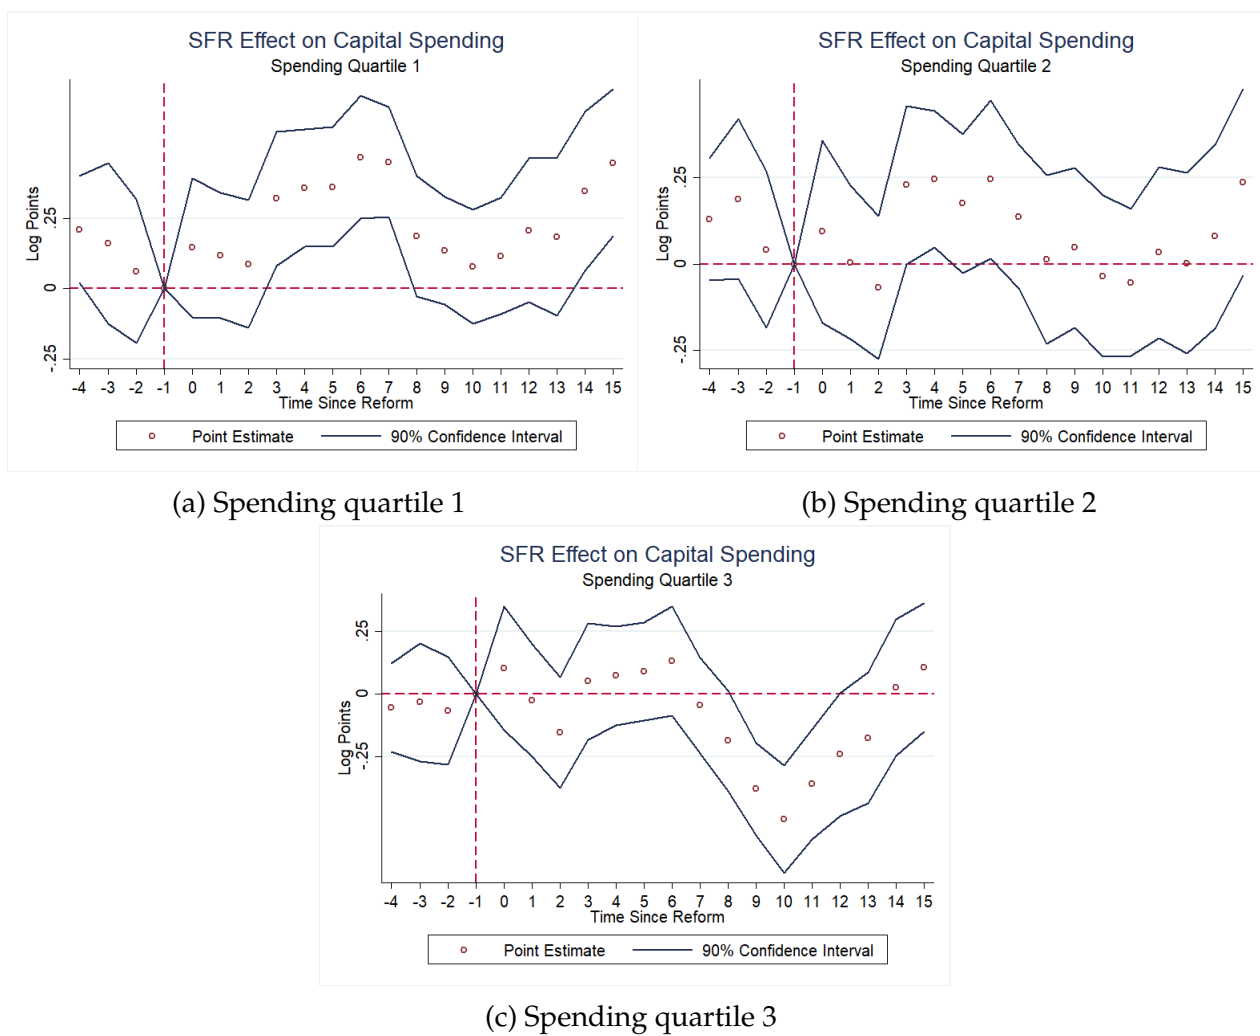 SFR Effect on Capital Spending
Spending Quartile 1
Log Points
.25
0
-.25
-4 -3 -2 -1 0 1 2 3 4 5 6 7 8 9 10 11 12 13 14 15
Time Since Reform
Point Estimate 90% Confidence Interval
(a) Spending quartile 1
SFR Effect on Capital Spending
Spending Quartile 2
Log Points
.25
0
-.25
-4 -3 -2 -1 0 1 2 3 4 5 6 7 8 9 10 11 12 13 14 15
Time Since Reform
Point Estimate 90% Confidence Interval
(b) Spending quartile 2
SFR Effect on Capital Spending
Spending Quartile 3
Log Points
.25
0
-.25
-4 -3 -2 -1 0 1 2 3 4 5 6 7 8 9 10 11 12 13 14 15
Time Since Reform
Point Estimate 90% Confidence Interval
(c) Spending quartile 3